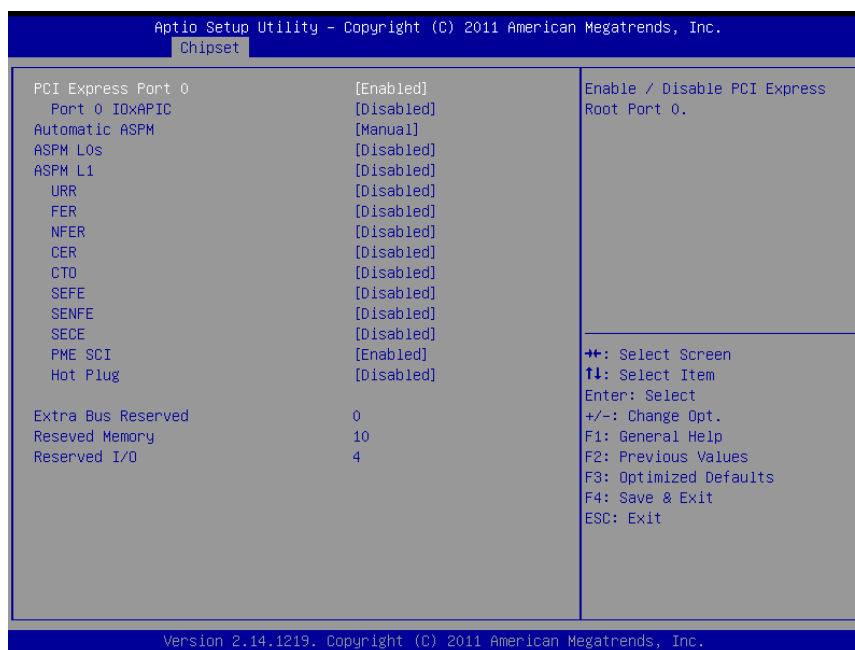 Aptio Setup Utility – Copyright (C) 2011 American Megatrends, Inc.
Chipset
PCI Express Port 0 [Enabled]
Port 0 IOxAPIC [Disabled]
Automatic ASPM [Manual]
ASPM L0s [Disabled]
ASPM L1 [Disabled]
URR [Disabled]
FER [Disabled]
NFER [Disabled]
CER [Disabled]
CTO [Disabled]
SEFE [Disabled]
SENFE [Disabled]
SECE [Disabled]
PME SCI [Enabled]
Hot Plug [Disabled]
Extra Bus Reserved 0
Reseved Memory 10
Reserved I/O 4
Enable / Disable PCI Express
Root Port 0.
→←: Select Screen
↑↓: Select Item
Enter: Select
+/-: Change Opt.
F1: General Help
F2: Previous Values
F3: Optimized Defaults
F4: Save & Exit
ESC: Exit
Version 2.14.1219. Copyright (C) 2011 American Megatrends, Inc.